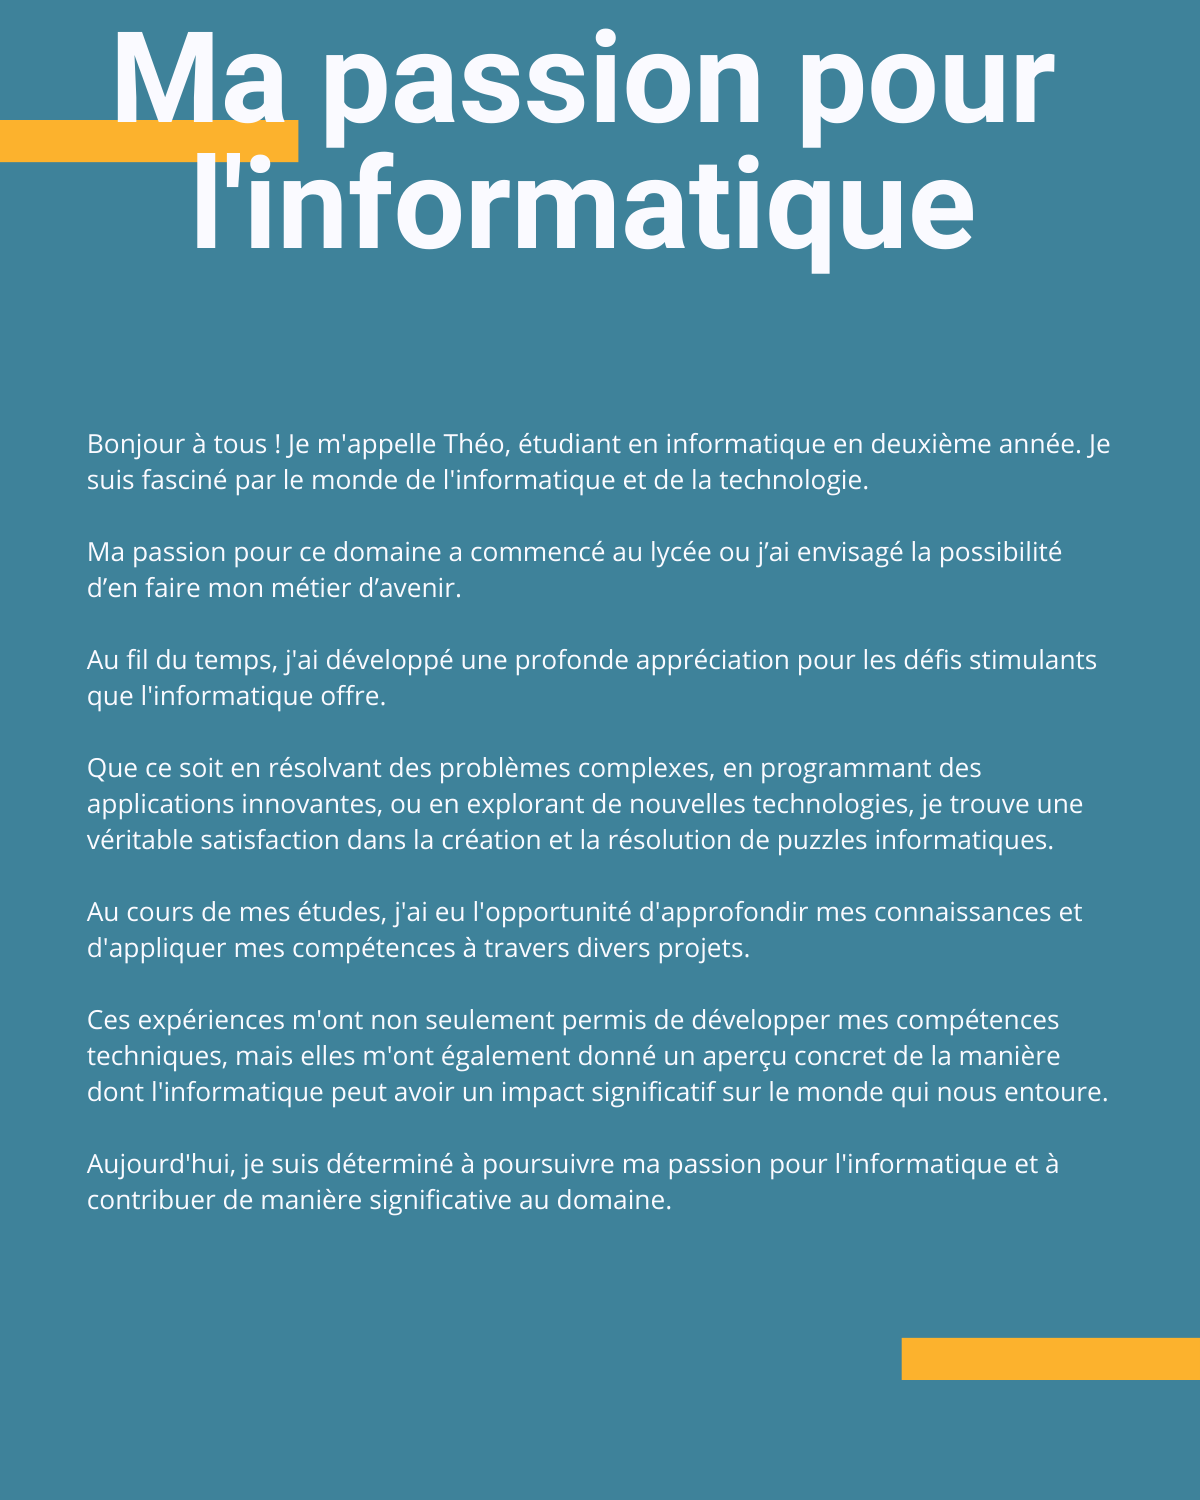 Ma passion pour
l'informatique
Bonjour à tous ! Je m'appelle Théo, étudiant en informatique en deuxième année. Je
suis fasciné par le monde de l'informatique et de la technologie.
Ma passion pour ce domaine a commencé au lycée ou j’ai envisagé la possibilité
d’en faire mon métier d’avenir.
Au fil du temps, j'ai développé une profonde appréciation pour les défis stimulants
que l'informatique offre.
Que ce soit en résolvant des problèmes complexes, en programmant des
applications innovantes, ou en explorant de nouvelles technologies, je trouve une
véritable satisfaction dans la création et la résolution de puzzles informatiques.
Au cours de mes études, j'ai eu l'opportunité d'approfondir mes connaissances et
d'appliquer mes compétences à travers divers projets.
Ces expériences m'ont non seulement permis de développer mes compétences
techniques, mais elles m'ont également donné un aperçu concret de la manière
dont l'informatique peut avoir un impact significatif sur le monde qui nous entoure.
Aujourd'hui, je suis déterminé à poursuivre ma passion pour l'informatique et à
contribuer de manière significative au domaine.